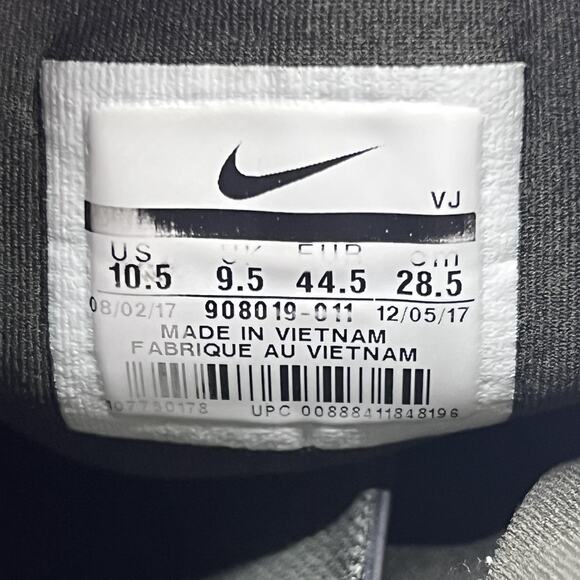 VJ
US UK EUR cm
10.5 9.5 44.5 28.5
08/02/17 908019-011 12/05/17
MADE IN VIETNAM
FABRIQUE AU VIETNAM
UPC 00888411848196